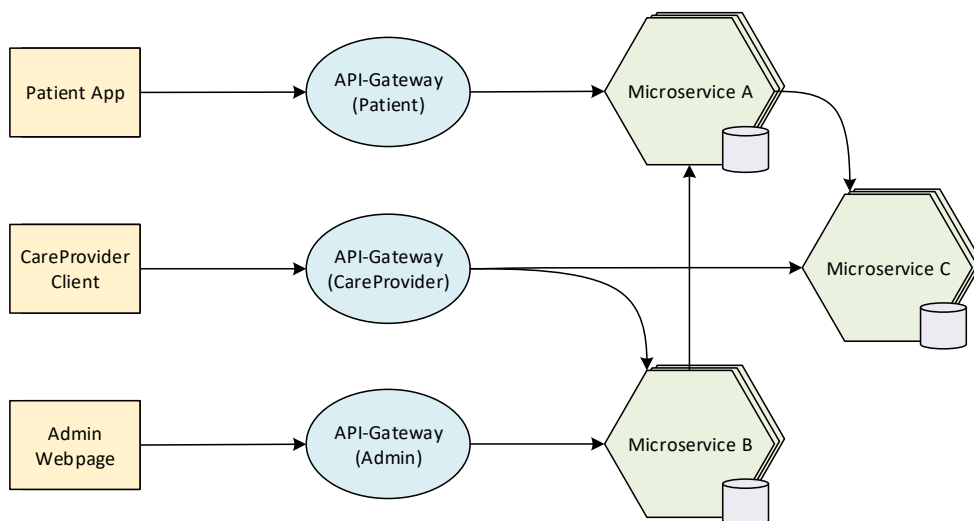 Patient App
API-Gateway
(Patient)
Microservice A
CareProvider
Client
API-Gateway
(CareProvider)
Microservice C
Admin
Webpage
API-Gateway
(Admin)
Microservice B